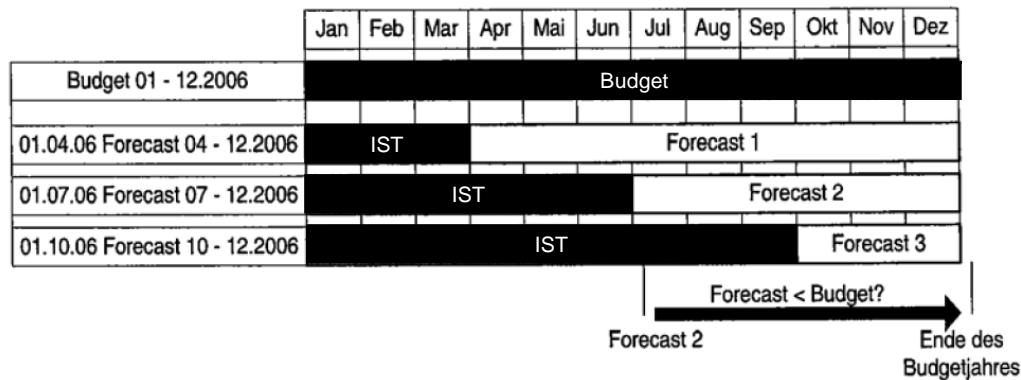 Jan Feb Mar Apr Mai Jun Jul Aug Sep Okt Nov Dez
Budget 01 - 12.2006 Budget
01.04.06 Forecast 04 - 12.2006 IST Forecast 1
01.07.06 Forecast 07 - 12.2006 IST Forecast 2
01.10.06 Forecast 10 - 12.2006 IST Forecast 3
Forecast < Budget?
Forecast 2 Ende des
Budgetjahres